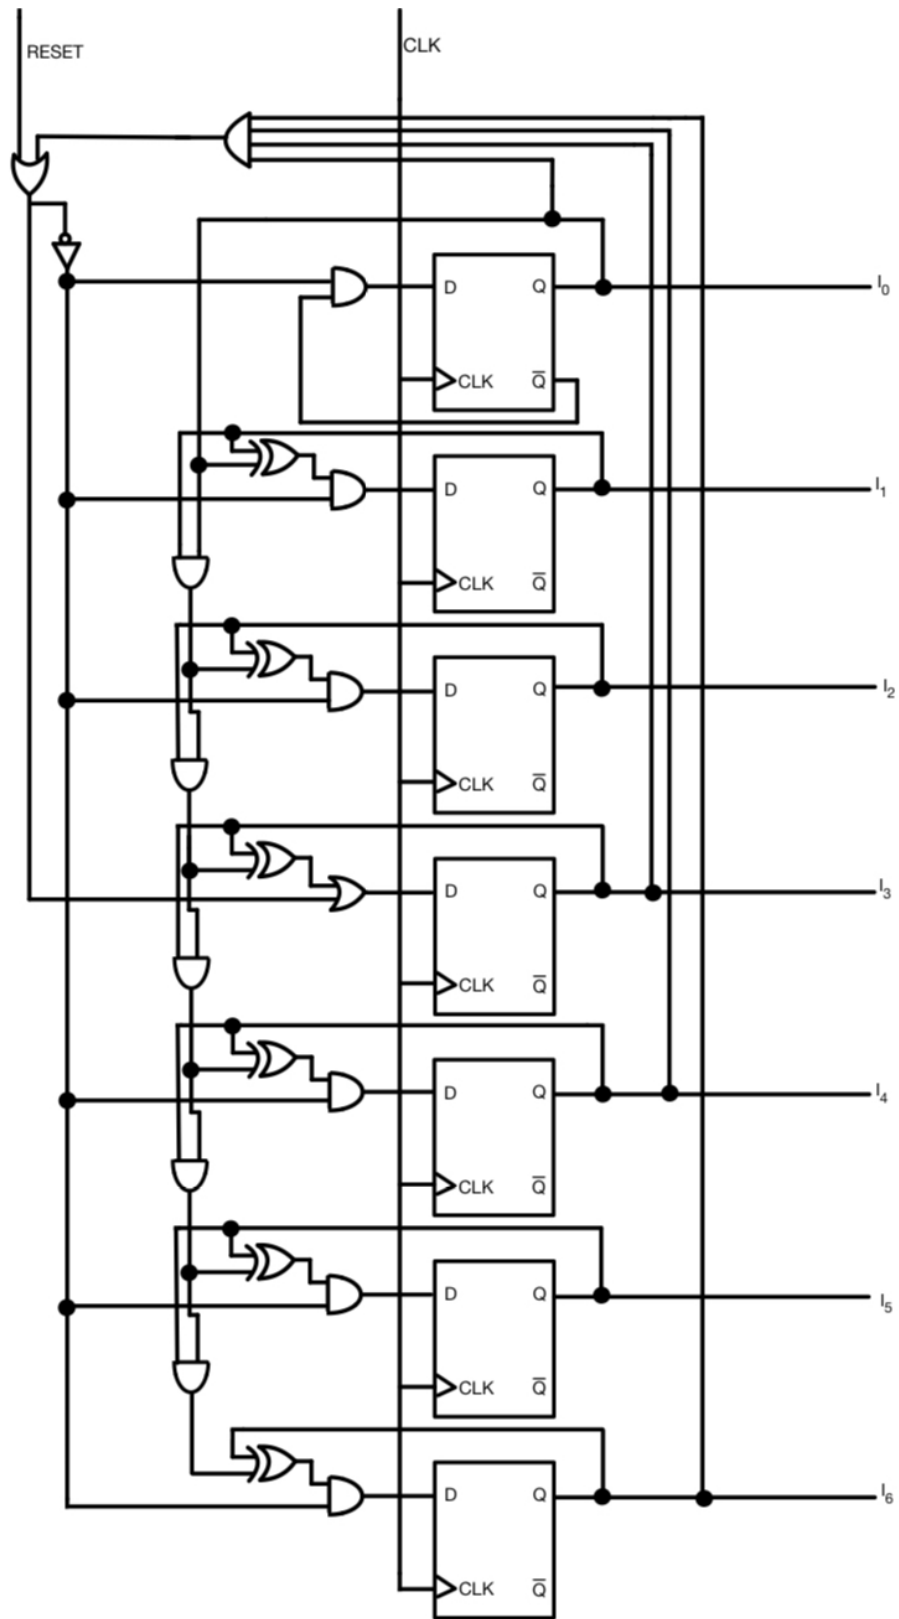 RESET
CLK
D Q I₀
CLK Q̅
D Q I₁
CLK Q̅
D Q I₂
CLK Q̅
D Q I₃
CLK Q̅
D Q I₄
CLK Q̅
D Q I₅
CLK Q̅
D Q I₆
CLK Q̅